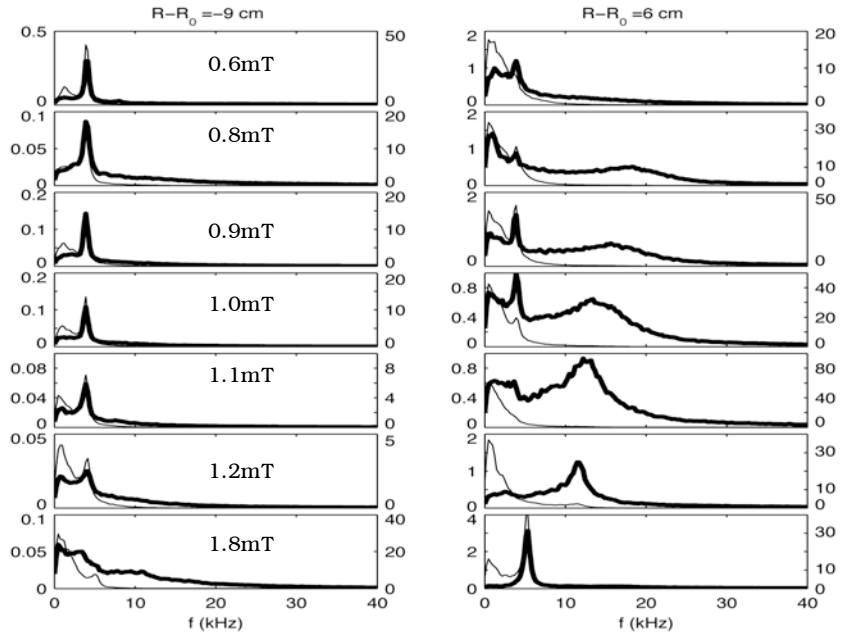 R−R0 =−9 cm
R−R0 =6 cm
0.5 50 2 20
0.6mT
1 10
0 0 0 0
0.1 20 2 30
0.8mT
0.05 10 1 10
0 0 0 0
0.2 20 2 50
0.9mT
0.1 10
0 0 0 0
0.2 20 0.8 40
1.0mT
0.1 10 0.4 20
0 0 0
0.08 8 0.8 80
1.1mT
0.04 4 0.4 40
0 0 0
0.05 5 2 30
1.2mT
1 10
0 0 0 0
0.1 40 4 30
1.8mT
0.05 20 2 10
0 0 0 0
0 10 20 30 40
0 10 20 30 40
f (kHz)
f (kHz)